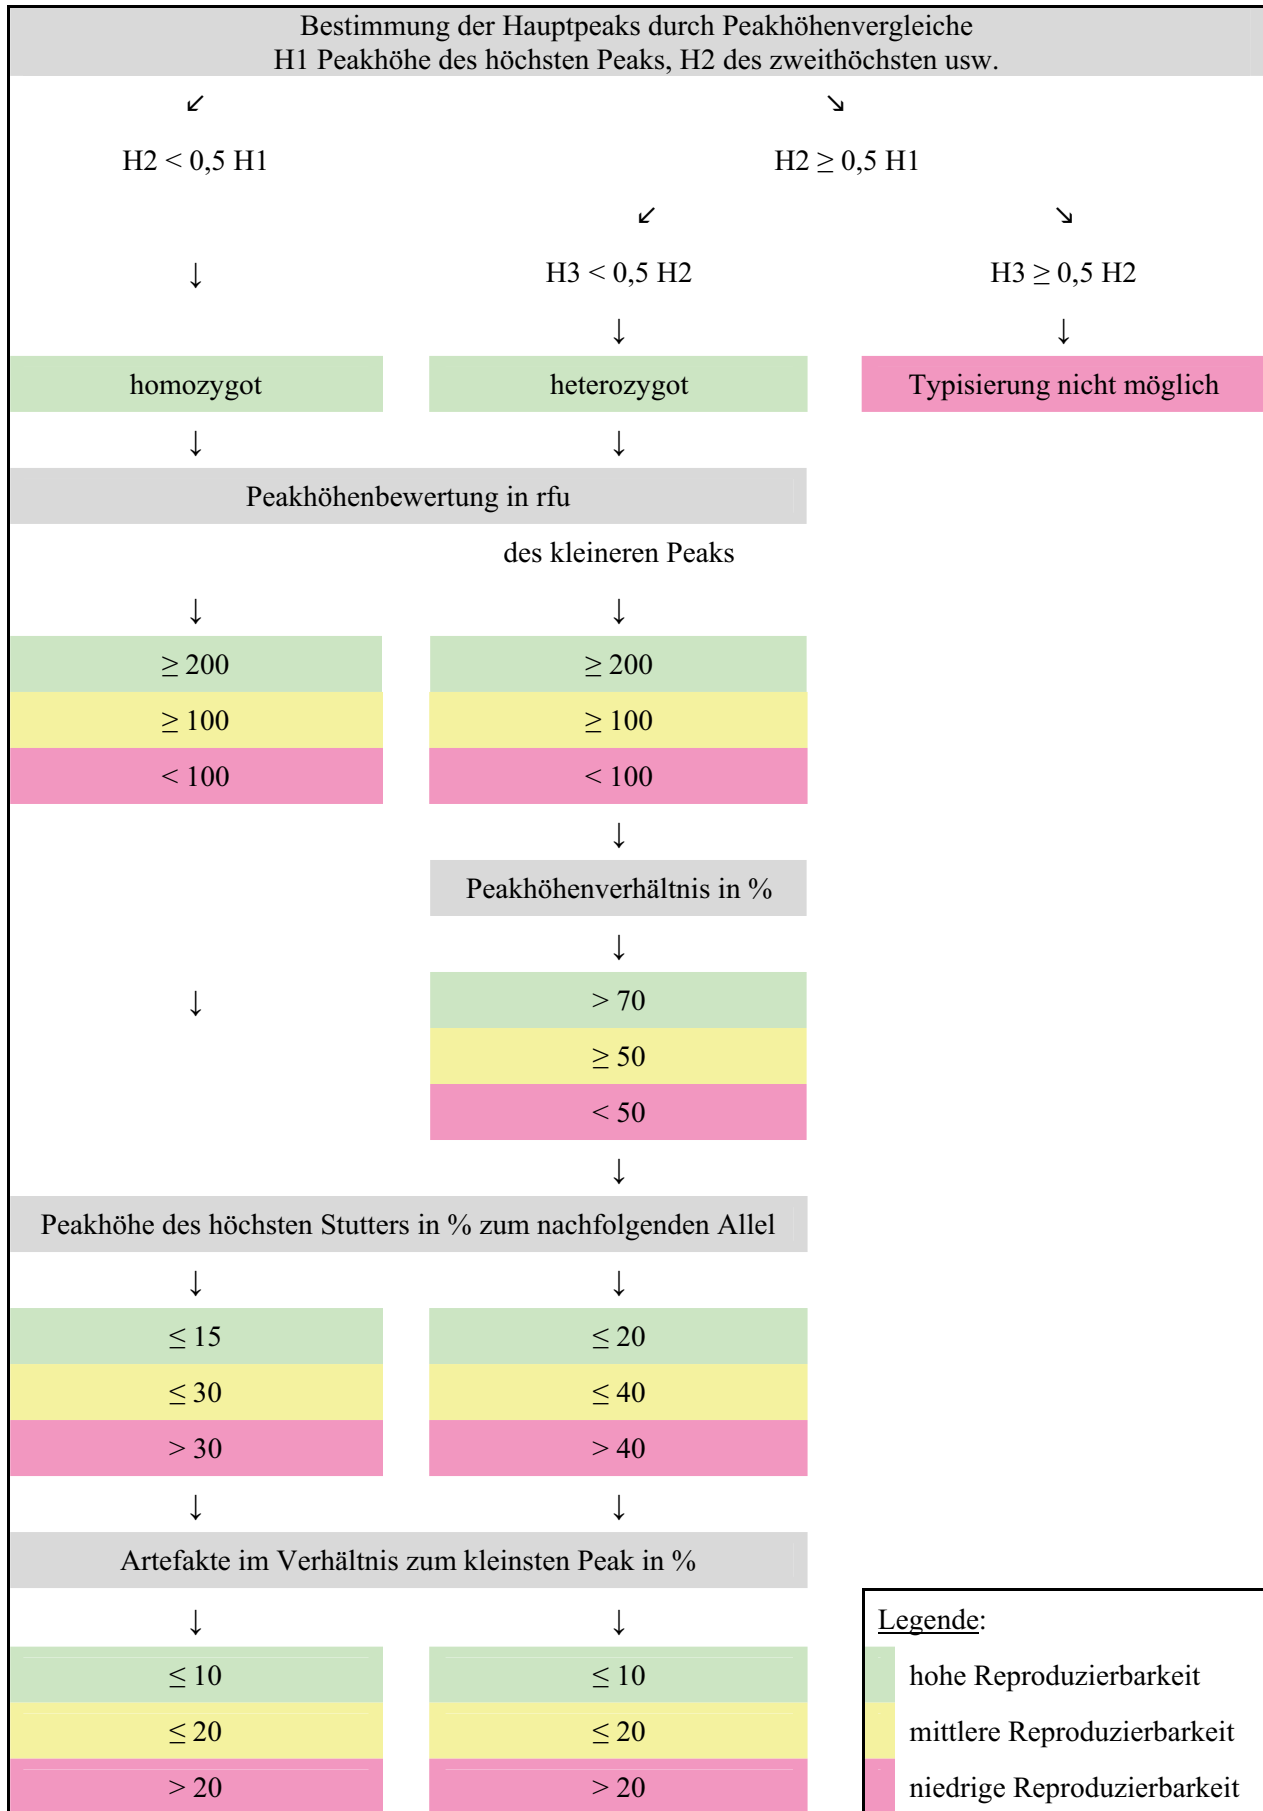 Bestimmung der Hauptpeaks durch Peakhöhenvergleiche
H1 Peakhöhe des höchsten Peaks, H2 des zweithöchsten usw.
↙ ↘
H2 < 0,5 H1 H2 ≥ 0,5 H1
↙ ↘
↓ H3 < 0,5 H2 H3 ≥ 0,5 H2
↓ ↓
homozygot heterozygot Typisierung nicht möglich
↓ ↓
Peakhöhenbewertung in rfu
des kleineren Peaks
↓ ↓
≥ 200 ≥ 200
≥ 100 ≥ 100
< 100 < 100
↓
Peakhöhenverhältnis in %
↓
↓ > 70
≥ 50
< 50
↓
Peakhöhe des höchsten Stutters in % zum nachfolgenden Allel
↓ ↓
≤ 15 ≤ 20
≤ 30 ≤ 40
> 30 > 40
↓ ↓
Artefakte im Verhältnis zum kleinsten Peak in %
↓ ↓ Legende:
≤ 10 ≤ 10 hohe Reproduzierbarkeit
≤ 20 ≤ 20 mittlere Reproduzierbarkeit
> 20 > 20 niedrige Reproduzierbarkeit